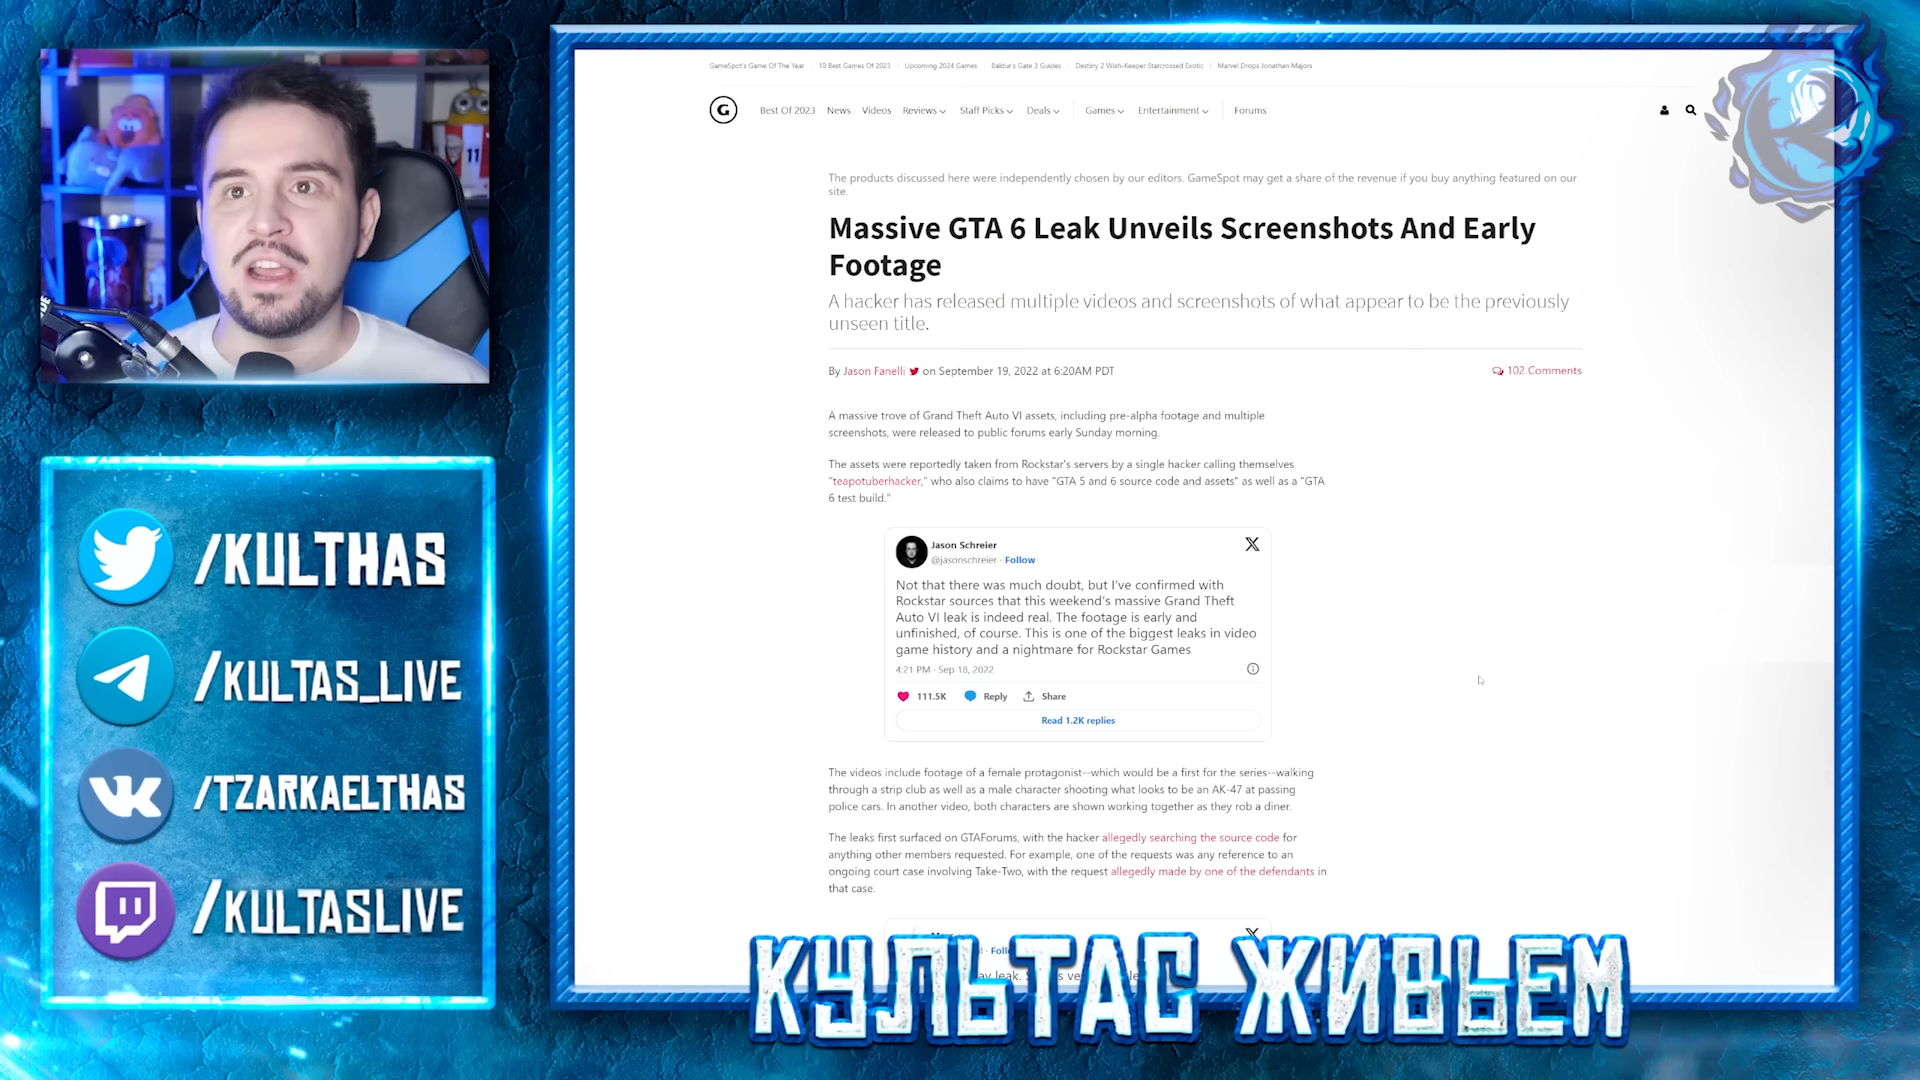 GameSpot's Game Of The Year
10 Best Games Of 2023
Upcoming 2024 Games
Baldur's Gate 3 Guides
Destiny 2 Wish-Keeper Starcrossed Exotic
Marvel Drops Jonathan Majors
G
Best Of 2023
News
Videos
Reviews
Staff Picks
Deals
Games
Entertainment
Forums
The products discussed here were independently chosen by our editors. GameSpot may get a share of the revenue if you buy anything featured on our
site.
Massive GTA 6 Leak Unveils Screenshots And Early
Footage
A hacker has released multiple videos and screenshots of what appear to be the previously
unseen title.
By Jason Fanelli on September 19, 2022 at 6:20AM PDT
102 Comments
A massive trove of Grand Theft Auto VI assets, including pre-alpha footage and multiple
screenshots, were released to public forums early Sunday morning.
The assets were reportedly taken from Rockstar's servers by a single hacker calling themselves
"teapotuberhacker," who also claims to have "GTA 5 and 6 source code and assets" as well as a "GTA
6 test build."
Jason Schreier
@jasonschreier · Follow
Not that there was much doubt, but I've confirmed with
Rockstar sources that this weekend's massive Grand Theft
Auto VI leak is indeed real. The footage is early and
unfinished, of course. This is one of the biggest leaks in video
game history and a nightmare for Rockstar Games
4:21 PM · Sep 18, 2022
111.5K
Reply
Share
Read 1.2K replies
The videos include footage of a female protagonist--which would be a first for the series--walking
through a strip club as well as a male character shooting what looks to be an AK-47 at passing
police cars. In another video, both characters are shown working together as they rob a diner.
The leaks first surfaced on GTAForums, with the hacker allegedly searching the source code for
anything other members requested. For example, one of the requests was any reference to an
ongoing court case involving Take-Two, with the request allegedly made by one of the defendants in
that case.
КУЛЬТАС ЖИВЬЕМ
11
/KULTHAS
/KULTAS_LIVE
/TZARKAELTHAS
/KULTASLIVE